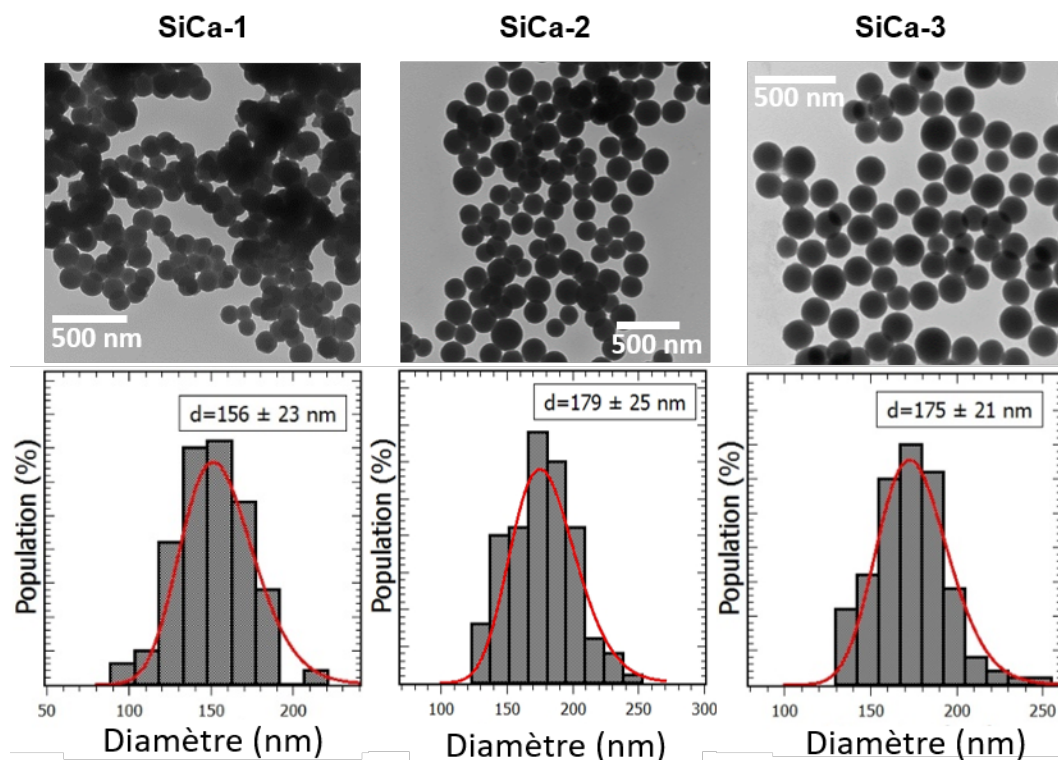 SiCa-1
SiCa-2
SiCa-3
500 nm
500 nm
500 nm
d=156 ± 23 nm
d=179 ± 25 nm
d=175 ± 21 nm
Population (%)
Population (%)
Population (%)
50 100 150 200
100 150 200 250 300
100 150 200 250
Diamètre (nm)
Diamètre (nm)
Diamètre (nm)